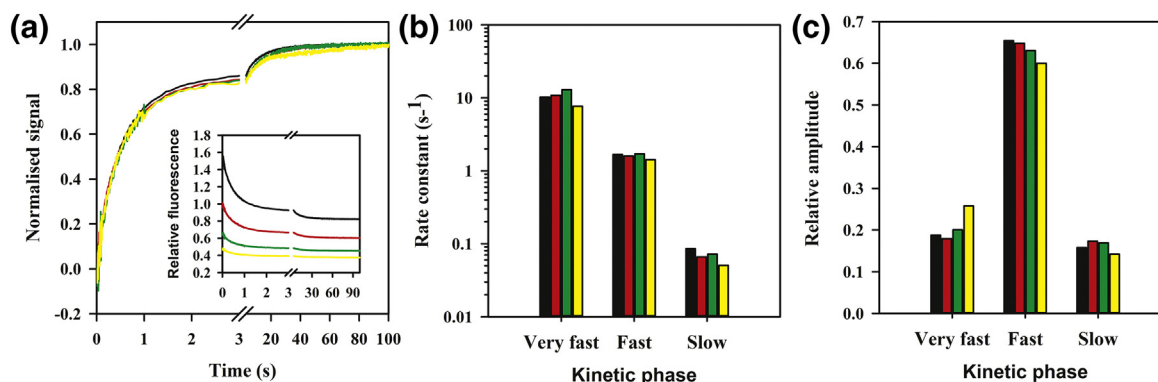 (a)
Normalised signal
1.0
0.8
0.6
0.4
0.2
0.0
-0.2
0 1 2 3 20 40 60 80 100
Time (s)
Relative fluorescence
1.8
1.6
1.4
1.2
1.0
0.8
0.6
0.4
0.2
0 1 2 3 30 60 90
(b)
Rate constant (s-¹)
100
10
1
0.1
0.01
Very fast Fast Slow
Kinetic phase
(c)
Relative amplitude
0.7
0.6
0.5
0.4
0.3
0.2
0.1
0.0
Very fast Fast Slow
Kinetic phase